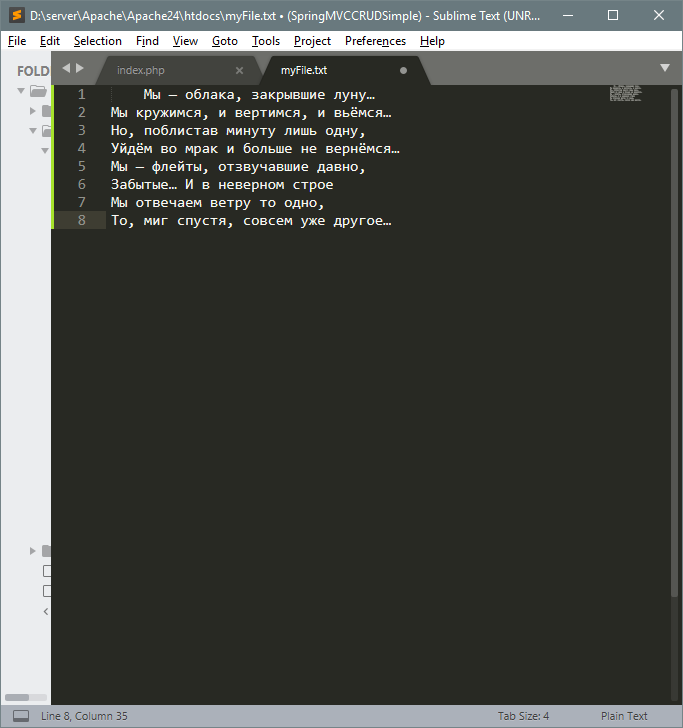 D:\server\Apache\Apache24\htdocs\myFile.txt • (SpringMVCCRUDSimple) - Sublime Text (UNR...
File Edit Selection Find View Goto Tools Project Preferences Help
FOLD
index.php
myFile.txt
1 Мы — облака, закрывшие луну…
2 Мы кружимся, и вертимся, и вьёмся…
3 Но, поблистав минуту лишь одну,
4 Уйдём во мрак и больше не вернёмся…
5 Мы — флейты, отзвучавшие давно,
6 Забытые… И в неверном строе
7 Мы отвечаем ветру то одно,
8 То, миг спустя, совсем уже другое…
Line 8, Column 35
Tab Size: 4
Plain Text